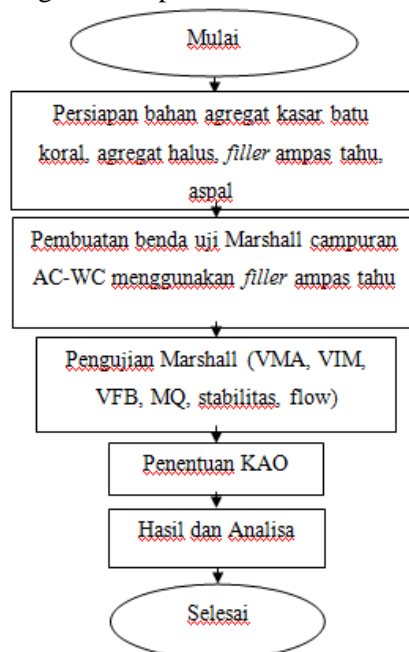 Mulai
Persiapan bahan agregat kasar batu
koral, agregat halus, filler ampas tahu,
aspal
Pembuatan benda uji Marshall campuran
AC-WC menggunakan filler ampas tahu
Pengujian Marshall (VMA, VIM,
VFB, MQ, stabilitas, flow)
Penentuan KAO
Hasil dan Analisa
Selesai